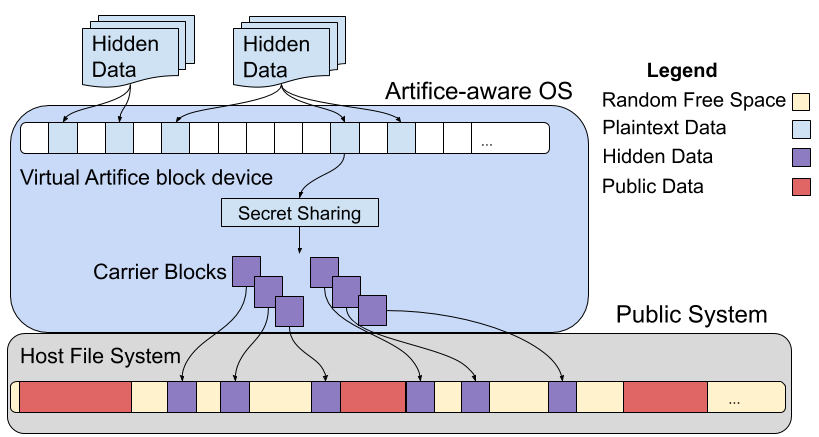 Hidden
Data
Hidden
Data
Artifice-aware OS
...
Virtual Artifice block device
Secret Sharing
Carrier Blocks
Public System
Host File System
...
Legend
Random Free Space
Plaintext Data
Hidden Data
Public Data